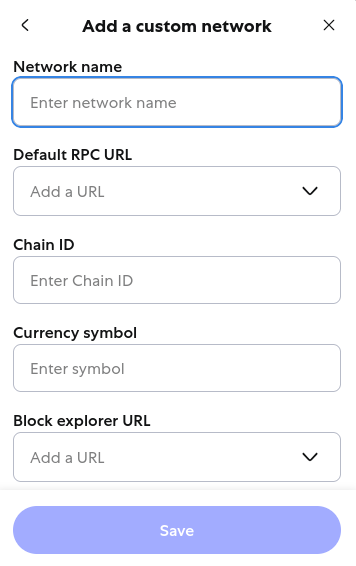 Add a custom network
Network name
Enter network name
Default RPC URL
Add a URL
Chain ID
Enter Chain ID
Currency symbol
Enter symbol
Block explorer URL
Add a URL
Save